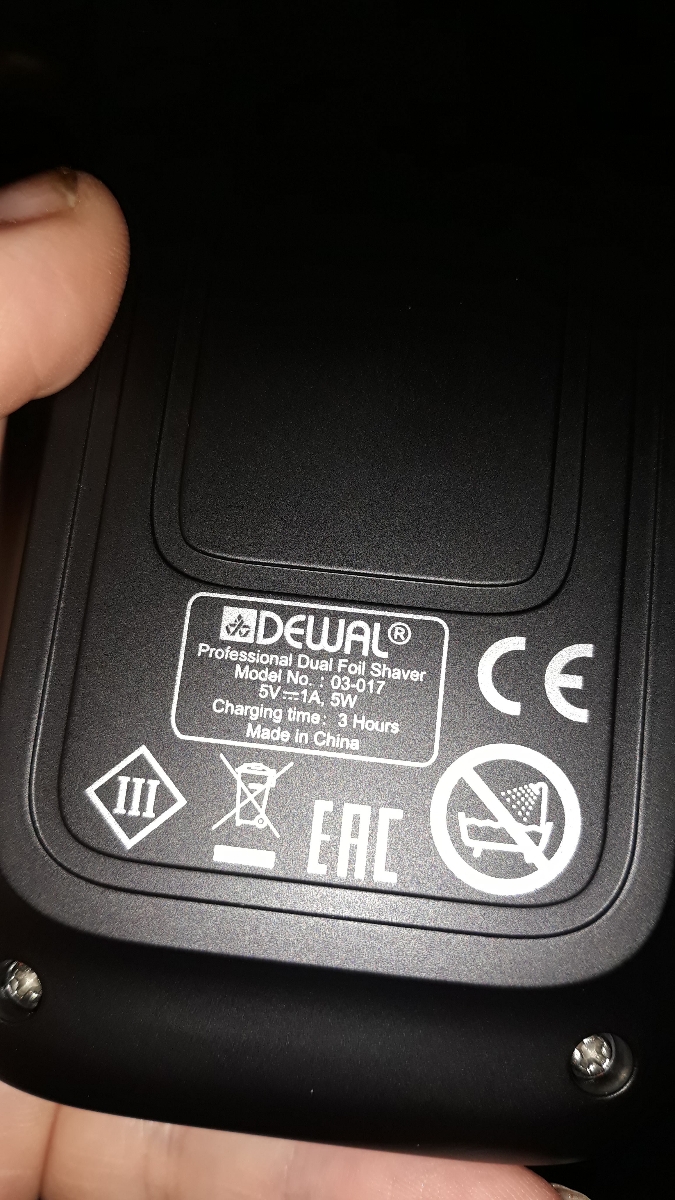 DEWAL®
Professional Dual Foil Shaver
Model No. : 03-017
5V⎓1A, 5W
Charging time: 3 Hours
Made in China
CE
III
EAC